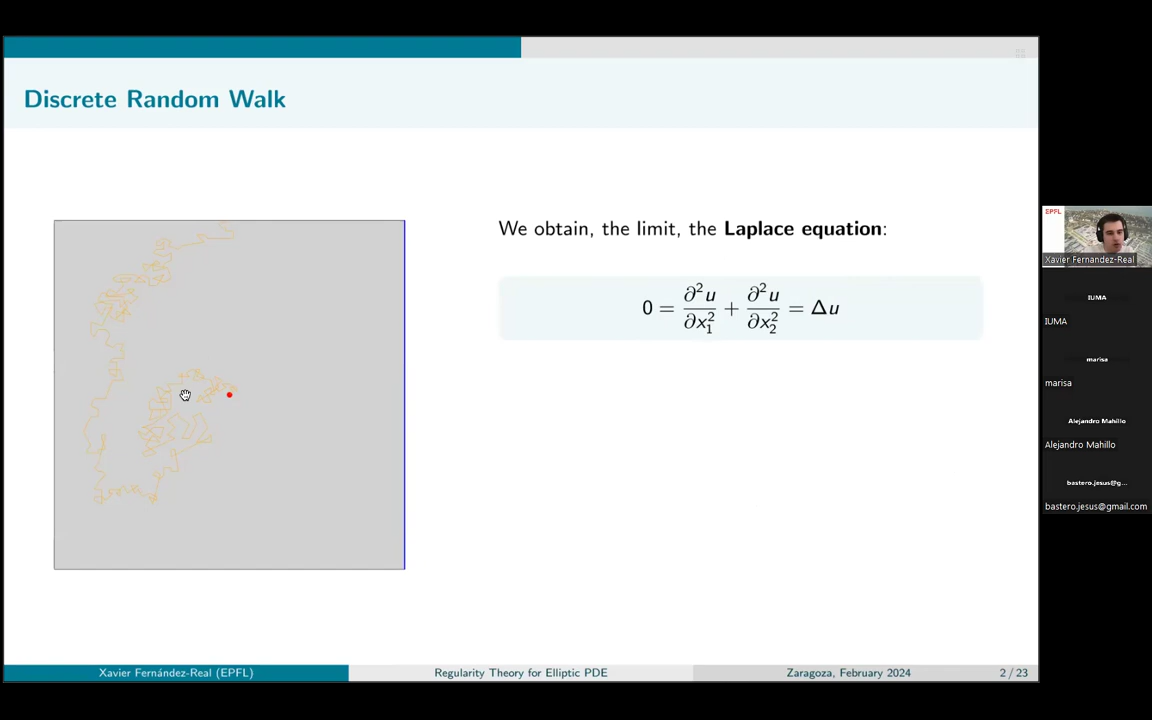 Discrete Random Walk
We obtain, the limit, the Laplace equation:
0 = ∂²u/∂x₁² + ∂²u/∂x₂² = Δu
Xavier Fernández-Real (EPFL)
Regularity Theory for Elliptic PDE
Zaragoza, February 2024
2 / 23
EPFL
Xavier Fernandez-Real
IUMA
IUMA
marisa
marisa
Alejandro Mahillo
Alejandro Mahillo
bastero.jesus@g...
bastero.jesus@gmail.com